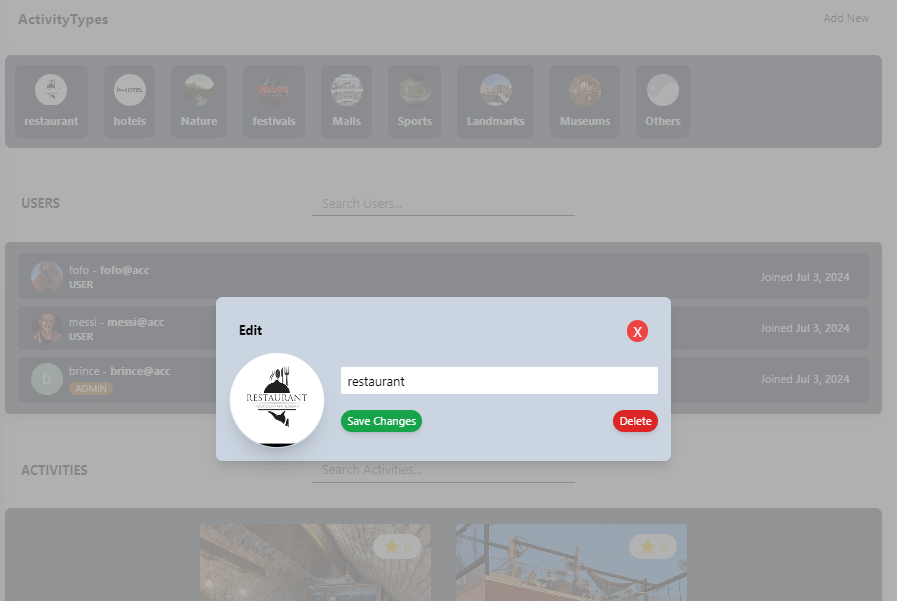 ActivityTypes
Add New
restaurant
hotels
Nature
festivals
Malls
Sports
Landmarks
Museums
Others
HOTEL
USERS
Search Users...
fofo - fofo@acc
USER
Joined Jul 3, 2024
messi - messi@acc
USER
Joined Jul 3, 2024
b
brince - brince@acc
ADMIN
Joined Jul 3, 2024
Edit
X
RESTAURANT
restaurant
Save Changes
Delete
ACTIVITIES
Search Activities...
5